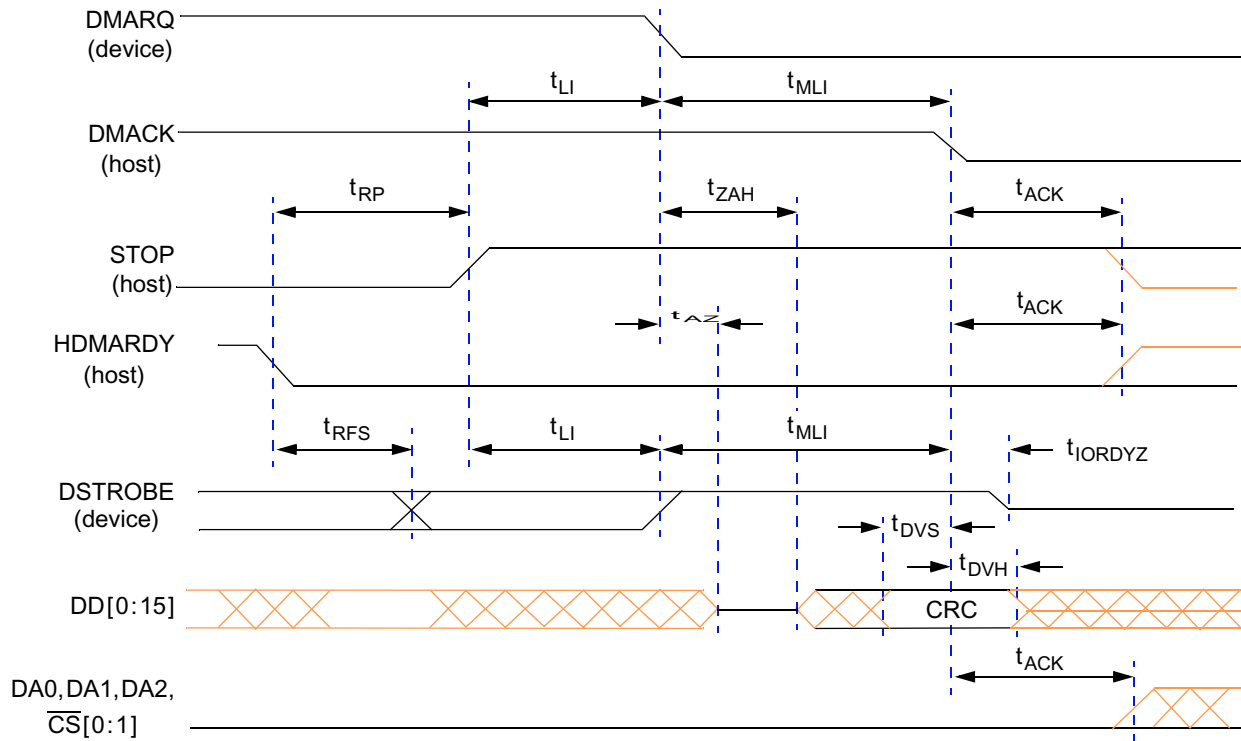 DMARQ
(device)
tLI
tMLI
DMACK
(host)
tRP
tZAH
tACK
STOP
(host)
tAZ
tACK
HDMARDY
(host)
tRFS
tLI
tMLI
tIORDYZ
DSTROBE
(device)
tDVS
tDVH
DD[0:15]
CRC
tACK
DA0,DA1,DA2,
CS[0:1]